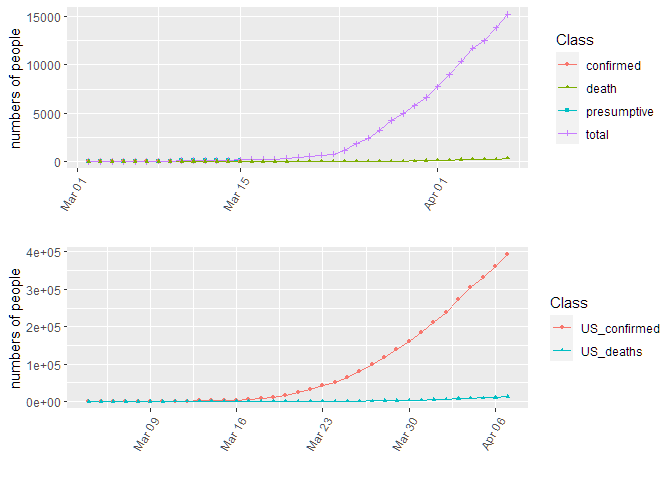 numbers of people
15000
10000
5000
0
Mar 01
Mar 15
Apr 01
Class
confirmed
death
presumptive
total
numbers of people
4e+05
3e+05
2e+05
1e+05
0e+00
Mar 09
Mar 16
Mar 23
Mar 30
Apr 06
Class
US_confirmed
US_deaths